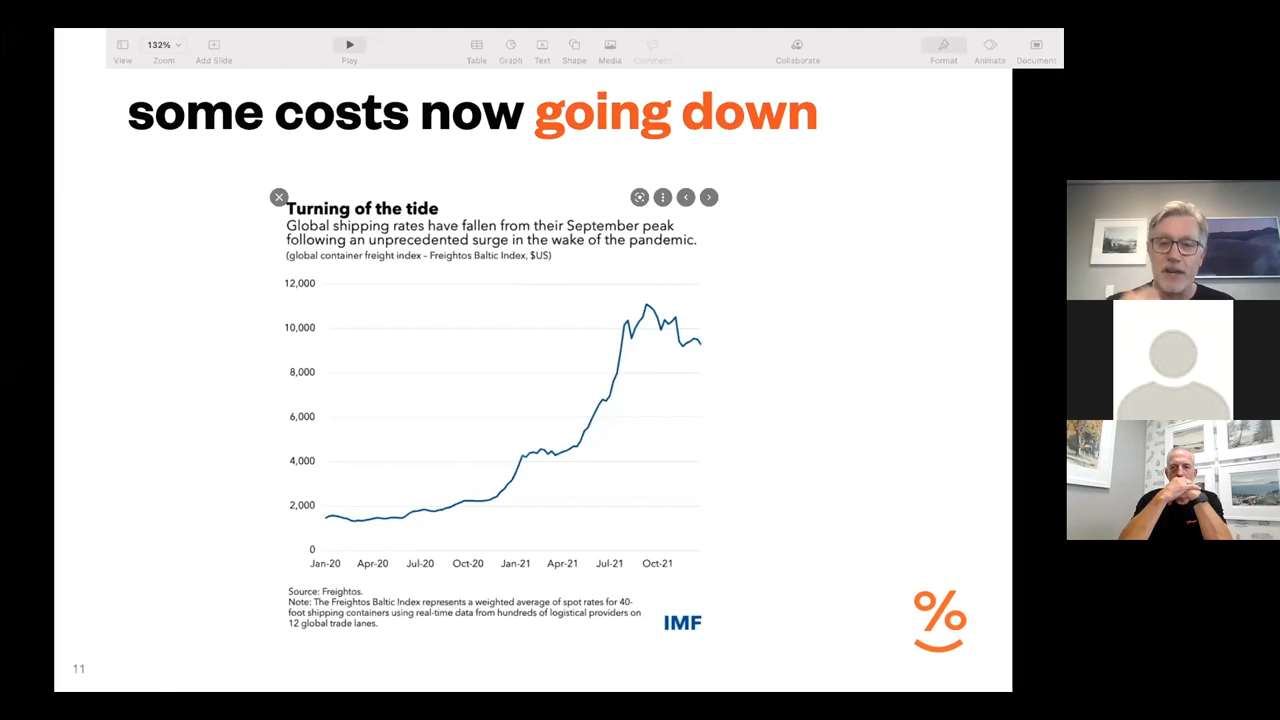 132%
View
Zoom
Add Slide
Play
Table
Graph
Text
Shape
Media
Comment
Collaborate
Format
Animate
Document
some costs now going down
Turning of the tide
Global shipping rates have fallen from their September peak
following an unprecedented surge in the wake of the pandemic.
(global container freight index – Freightos Baltic Index, $US)
12,000
10,000
8,000
6,000
4,000
2,000
0
Jan-20 Apr-20 Jul-20 Oct-20 Jan-21 Apr-21 Jul-21 Oct-21
Source: Freightos.
Note: The Freightos Baltic Index represents a weighted average of spot rates for 40-
foot shipping containers using real-time data from hundreds of logistical providers on
12 global trade lanes.
IMF
%
11